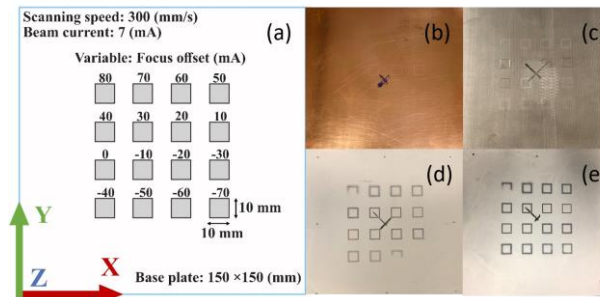 Scanning speed: 300 (mm/s)
Beam current: 7 (mA)
(a)
Variable: Focus offset (mA)
80 70 60 50
40 30 20 10
0 -10 -20 -30
-40 -50 -60 -70
10 mm
10 mm
Y
Z
X
Base plate: 150 ×150 (mm)
(b)
(c)
(d)
(e)